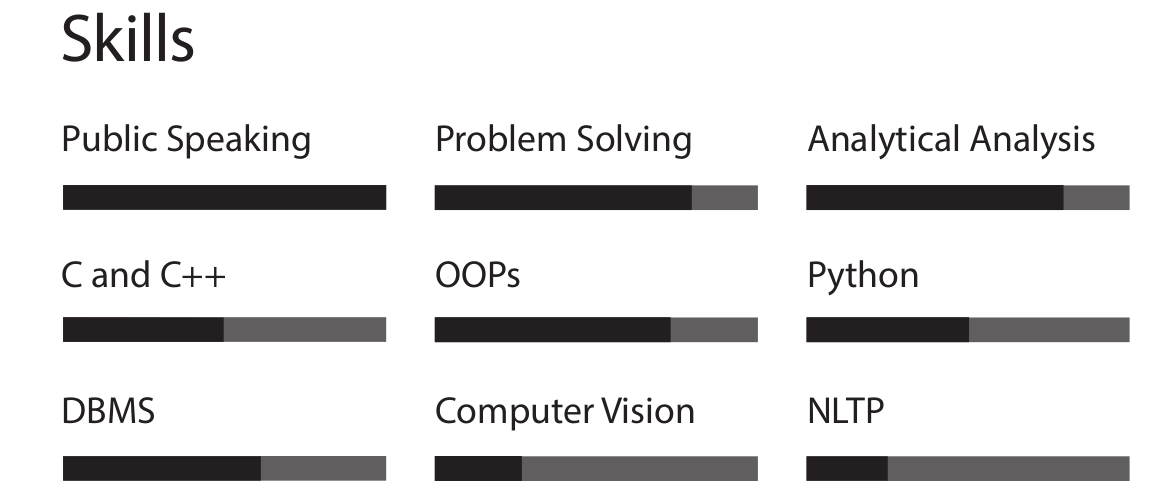 Skills
Public Speaking
Problem Solving
Analytical Analysis
C and C++
OOPs
Python
DBMS
Computer Vision
NLTP